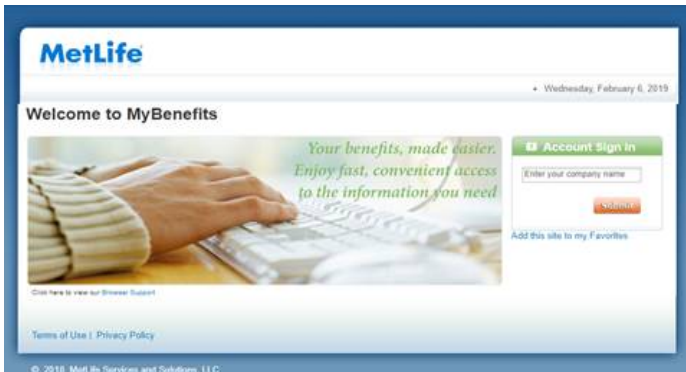 MetLife
Wednesday, February 6, 2019
Welcome to MyBenefits
Your benefits, made easier.
Enjoy fast, convenient access
to the information you need
Account Sign In
Enter your company name
Submit
Add this site to my Favorites
Click here to view our Browser Support
Terms of Use | Privacy Policy
MetLife Services and Solutions, LLC